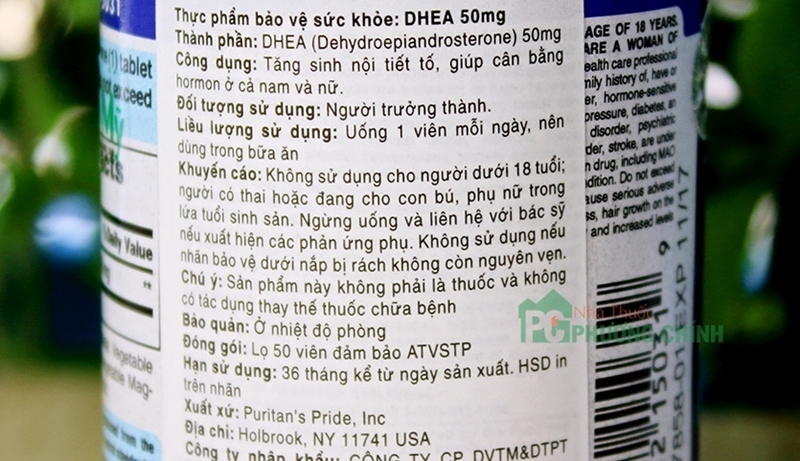 Thực phẩm bảo vệ sức khỏe: DHEA 50mg
Thành phần: DHEA (Dehydroepiandrosterone) 50mg
Công dụng: Tăng sinh nội tiết tố, giúp cân bằng
hormon ở cả nam và nữ.
Đối tượng sử dụng: Người trưởng thành.
Liều lượng sử dụng: Uống 1 viên mỗi ngày, nên
dùng trong bữa ăn
Khuyến cáo: Không sử dụng cho người dưới 18 tuổi;
người có thai hoặc đang cho con bú, phụ nữ trong
lứa tuổi sinh sản. Ngừng uống và liên hệ với bác sỹ
nếu xuất hiện các phản ứng phụ. Không sử dụng nếu
nhãn bảo vệ dưới nắp bị rách không còn nguyên vẹn.
Chú ý: Sản phẩm này không phải là thuốc và không
có tác dụng thay thế thuốc chữa bệnh
Bảo quản: Ở nhiệt độ phòng
Đóng gói: Lọ 50 viên đảm bảo ATVSTP
Hạn sử dụng: 36 tháng kể từ ngày sản xuất. HSD in
trên nhãn
Xuất xứ: Puritan's Pride, Inc
Địa chỉ: Holbrook, NY 11741 USA
Công ty nhập khẩu: CÔNG TY CP DVTM&DTPT
(1) tablet
exceed
Mỹ
Daily Value
**
Vegetable
Mag-
from the
AGE OF 18 YEARS.
ARE A WOMAN OF
health care professional
family history of, have or
hormone-sensitive
pressure, diabetes, an
disorder, psychiatric
stroke, are under
drug, including MAO
Do not exceed
cause serious adverse
hair growth on the
and increased levels
9
2 15011
7858-01 EXP 11/17
Nhà Thuốc
PC PHƯƠNG CHÍNH